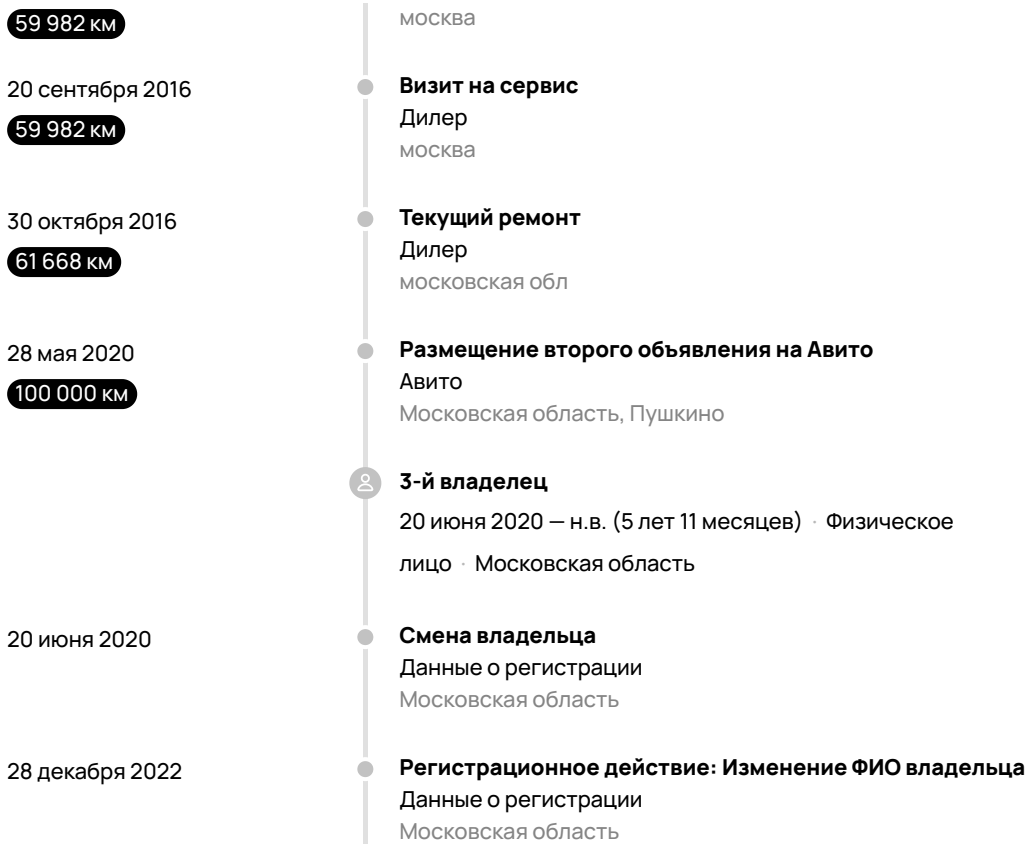 59 982 км
москва
20 сентября 2016
59 982 км
Визит на сервис
Дилер
москва
30 октября 2016
61 668 км
Текущий ремонт
Дилер
московская обл
28 мая 2020
100 000 км
Размещение второго объявления на Авито
Авито
Московская область, Пушкино
3-й владелец
20 июня 2020 — н.в. (5 лет 11 месяцев) · Физическое
лицо · Московская область
20 июня 2020
Смена владельца
Данные о регистрации
Московская область
28 декабря 2022
Регистрационное действие: Изменение ФИО владельца
Данные о регистрации
Московская область